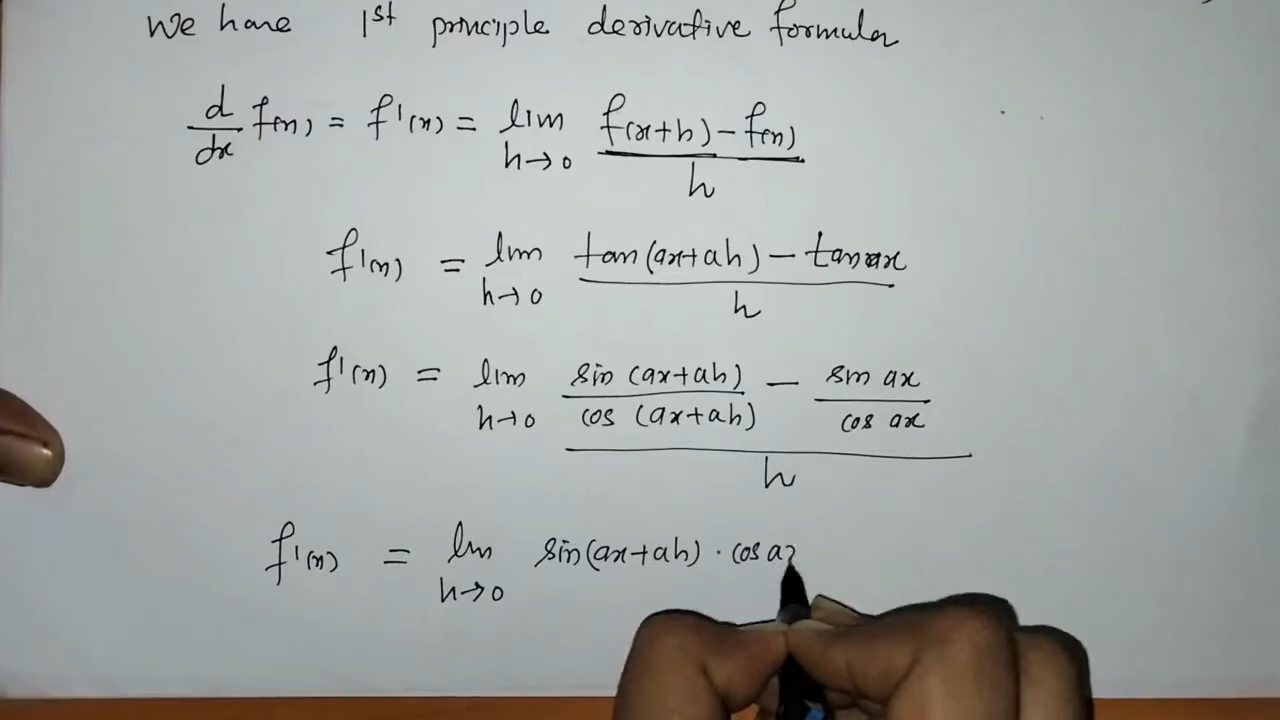 We have 1st principle derivative formula
d/dx f(x) = f'(x) = lim h→0 f(x+h) - f(x) / h
f'(x) = lim h→0 tan(ax+ah) - tan ax / h
f'(x) = lim h→0 sin (ax+ah) / cos (ax+ah) - sin ax / cos ax / h
f'(x) = lim h→0 sin(ax+ah) · cos a